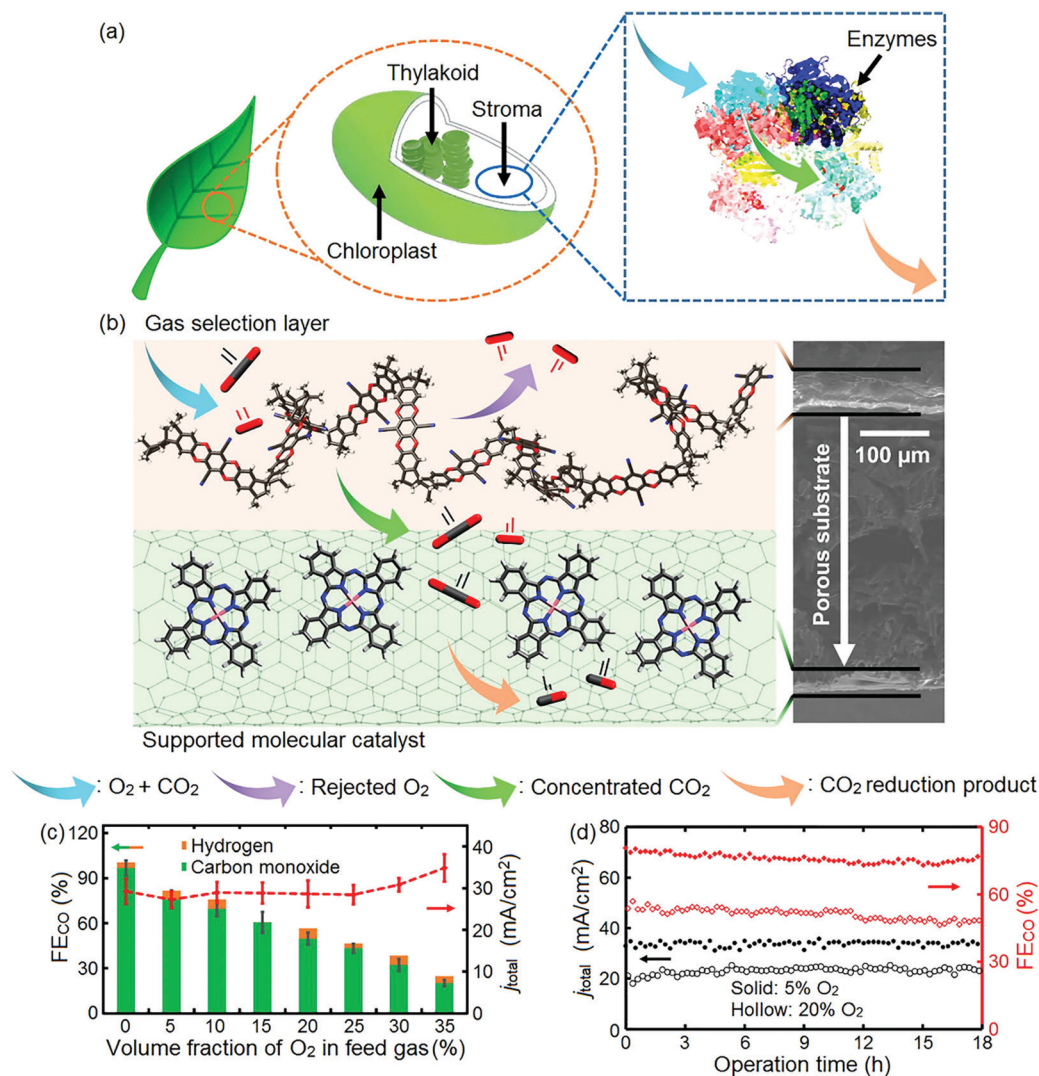 (a)
Thylakoid
Stroma
Chloroplast
Enzymes
(b)
Gas selection layer
100 µm
Porous substrate
Supported molecular catalyst
: O₂ + CO₂
: Rejected O₂
: Concentrated CO₂
: CO₂ reduction product
(c)
120
90
60
30
0
FEco (%)
Hydrogen
Carbon monoxide
40
30
20
10
0
jtotal (mA/cm²)
0 5 10 15 20 25 30 35
Volume fraction of O₂ in feed gas (%)
(d)
80
60
40
20
0
jtotal (mA/cm²)
90
60
30
0
FEco (%)
Solid: 5% O₂
Hollow: 20% O₂
0 3 6 9 12 15 18
Operation time (h)